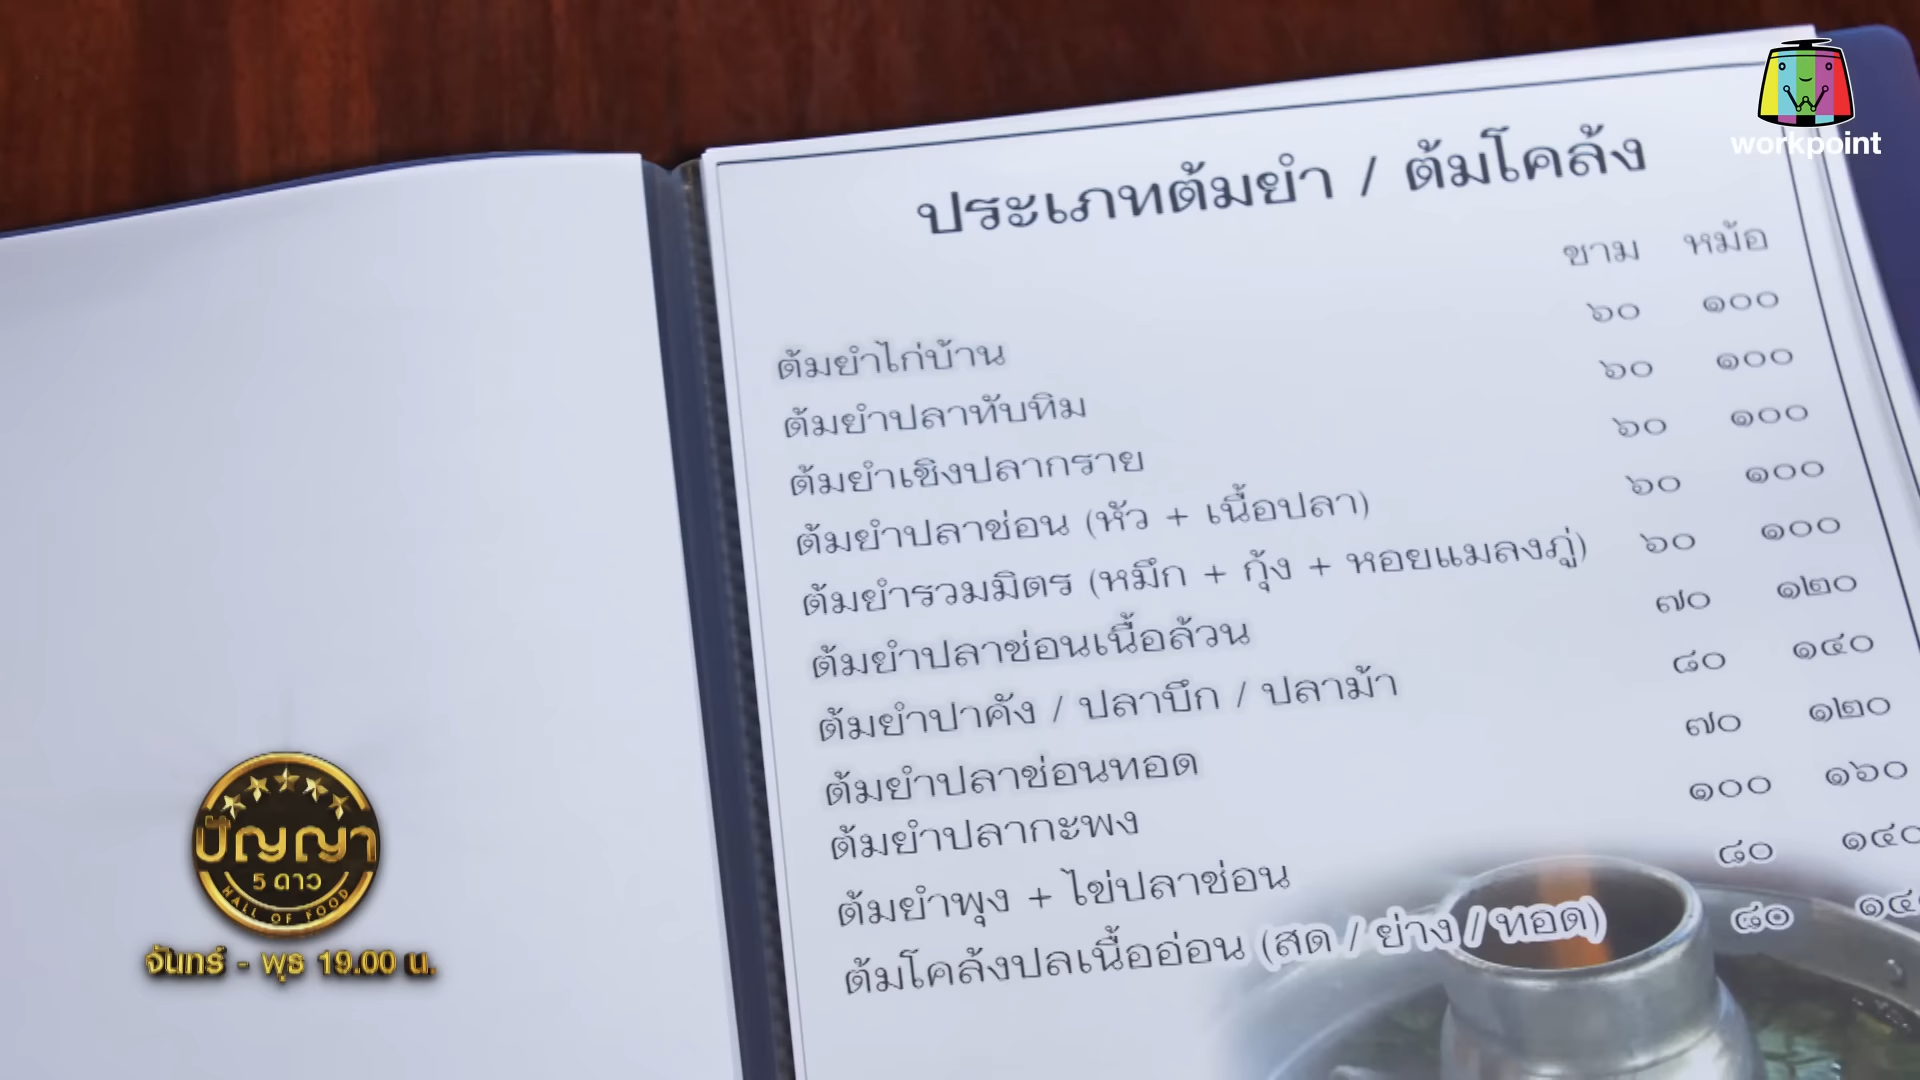 workpoint
ประเภทต้มยำ / ต้มโคล้ง
ชาม หม้อ
ต้มยำไก่บ้าน ๖๐ ๑๐๐
ต้มยำปลาทับทิม ๖๐ ๑๐๐
ต้มยำเชิงปลากราย ๖๐ ๑๐๐
ต้มยำปลาช่อน (หัว + เนื้อปลา) ๖๐ ๑๐๐
ต้มยำรวมมิตร (หมึก + กุ้ง + หอยแมลงภู่) ๖๐ ๑๐๐
ต้มยำปลาช่อนเนื้อล้วน ๗๐ ๑๒๐
ต้มยำปาคัง / ปลาบึก / ปลาม้า ๘๐ ๑๔๐
ต้มยำปลาช่อนทอด ๗๐ ๑๒๐
ต้มยำปลากะพง ๑๐๐ ๑๖๐
ต้มยำพุง + ไข่ปลาช่อน ๘๐ ๑๔๐
ต้มโคล้งปลเนื้ออ่อน (สด / ย่าง / ทอด) ๘๐
ปัญญา
5 ดาว
HALL OF FOOD
จันทร์ - พุธ 19.00 น.